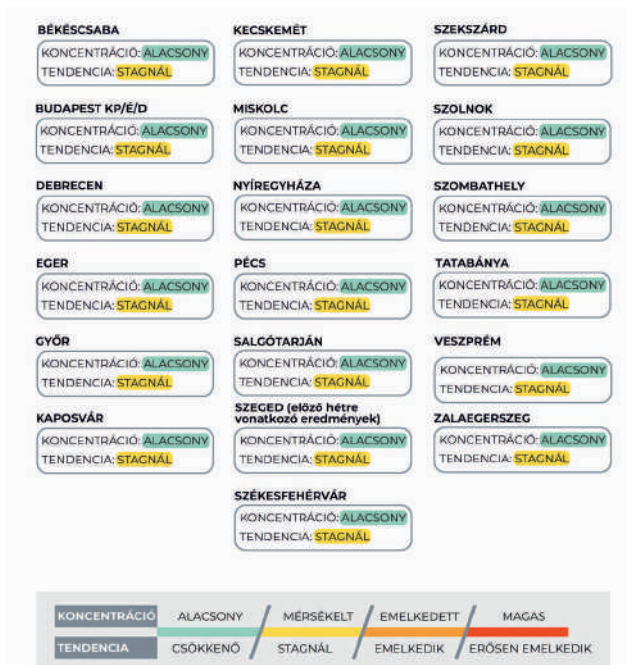 BÉKÉSCSABA
KONCENTRÁCIÓ: ALACSONY
TENDENCIA: STAGNÁL
BUDAPEST KP/É/D
KONCENTRÁCIÓ: ALACSONY
TENDENCIA: STAGNÁL
DEBRECEN
KONCENTRÁCIÓ: ALACSONY
TENDENCIA: STAGNÁL
EGER
KONCENTRÁCIÓ: ALACSONY
TENDENCIA: STAGNÁL
GYŐR
KONCENTRÁCIÓ: ALACSONY
TENDENCIA: STAGNÁL
KAPOSVÁR
KONCENTRÁCIÓ: ALACSONY
TENDENCIA: STAGNÁL
KECSKEMÉT
KONCENTRÁCIÓ: ALACSONY
TENDENCIA: STAGNÁL
MISKOLC
KONCENTRÁCIÓ: ALACSONY
TENDENCIA: STAGNÁL
NYÍREGYHÁZA
KONCENTRÁCIÓ: ALACSONY
TENDENCIA: STAGNÁL
PÉCS
KONCENTRÁCIÓ: ALACSONY
TENDENCIA: STAGNÁL
SALGÓTARJÁN
KONCENTRÁCIÓ: ALACSONY
TENDENCIA: STAGNÁL
SZEGED (előző hétre
vonatkozó eredmények)
KONCENTRÁCIÓ: ALACSONY
TENDENCIA: STAGNÁL
SZÉKESFEHÉRVÁR
KONCENTRÁCIÓ: ALACSONY
TENDENCIA: STAGNÁL
SZEKSZÁRD
KONCENTRÁCIÓ: ALACSONY
TENDENCIA: STAGNÁL
SZOLNOK
KONCENTRÁCIÓ: ALACSONY
TENDENCIA: STAGNÁL
SZOMBATHELY
KONCENTRÁCIÓ: ALACSONY
TENDENCIA: STAGNÁL
TATABÁNYA
KONCENTRÁCIÓ: ALACSONY
TENDENCIA: STAGNÁL
VESZPRÉM
KONCENTRÁCIÓ: ALACSONY
TENDENCIA: STAGNÁL
ZALAEGERSZEG
KONCENTRÁCIÓ: ALACSONY
TENDENCIA: STAGNÁL
KONCENTRÁCIÓ ALACSONY MÉRSÉKELT EMELKEDETT MAGAS
TENDENCIA CSÖKKENŐ STAGNÁL EMELKEDIK ERŐSEN EMELKEDIK